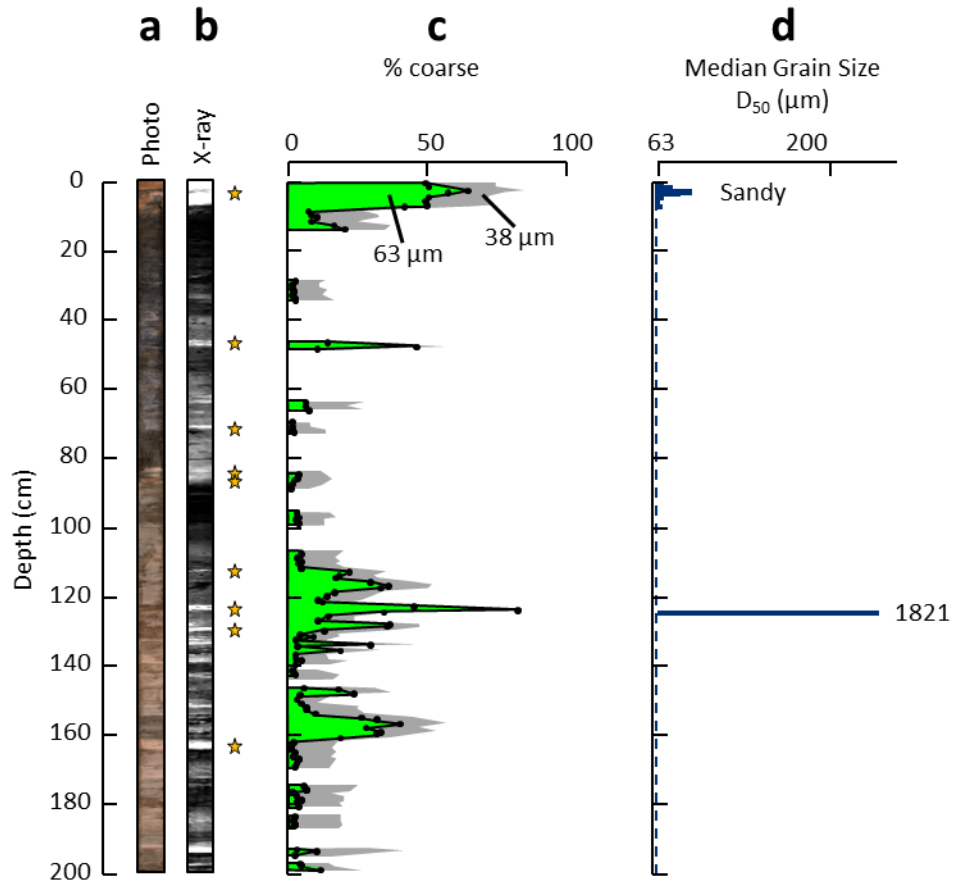 a
b
c
d
% coarse
Median Grain Size
D₅₀ (µm)
Photo
X-ray
0 50 100
63 200
0
20
40
60
80
100
120
140
160
180
200
Depth (cm)
63 µm
38 µm
Sandy
1821